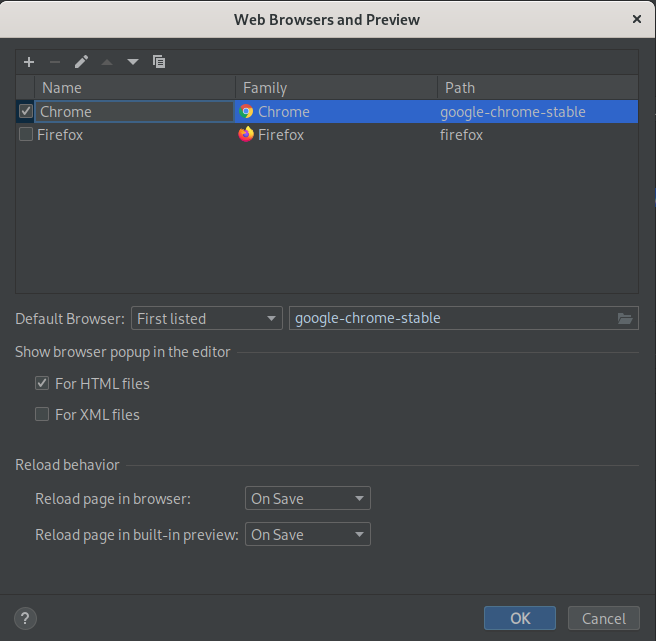 Web Browsers and Preview
Name Family Path
Chrome Chrome google-chrome-stable
Firefox Firefox firefox
Default Browser: First listed google-chrome-stable
Show browser popup in the editor
For HTML files
For XML files
Reload behavior
Reload page in browser: On Save
Reload page in built-in preview: On Save
? OK Cancel